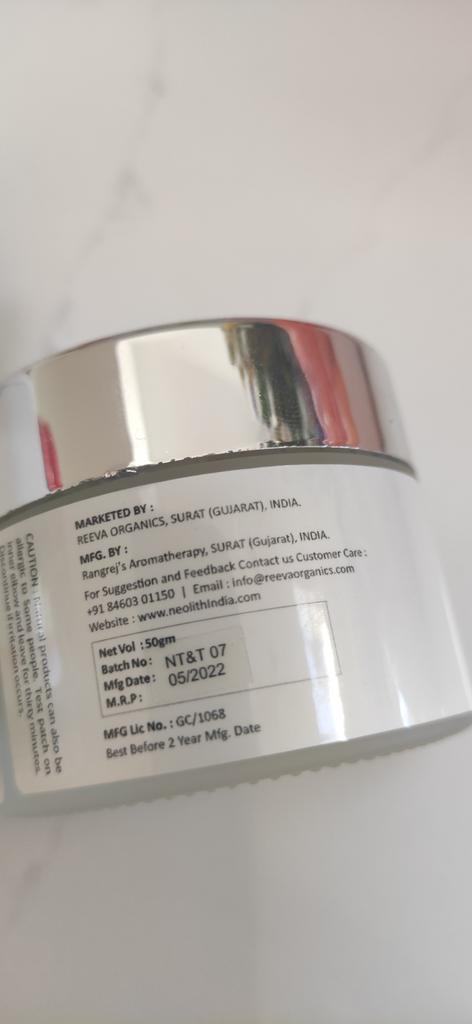 MARKETED BY :
REEVA ORGANICS, SURAT (GUJARAT), INDIA.
MFG. BY :
Rangrej's Aromatherapy, SURAT (Gujarat), INDIA.
For Suggestion and Feedback Contact us Customer Care :
+91 84603 01150 | Email : info@reevaorganics.com
Website : www.neolithindia.com
Net Vol : 50gm
Batch No : NT&T 07
Mfg Date : 05/2022
M.R.P :
MFG Lic No. : GC/1068
Best Before 2 Year Mfg. Date
CAUTION : Natural products can also be
allergic to Some people. Test patch on
inner elbow and leave for thirty minutes.
Discontinue if irritation occurs.